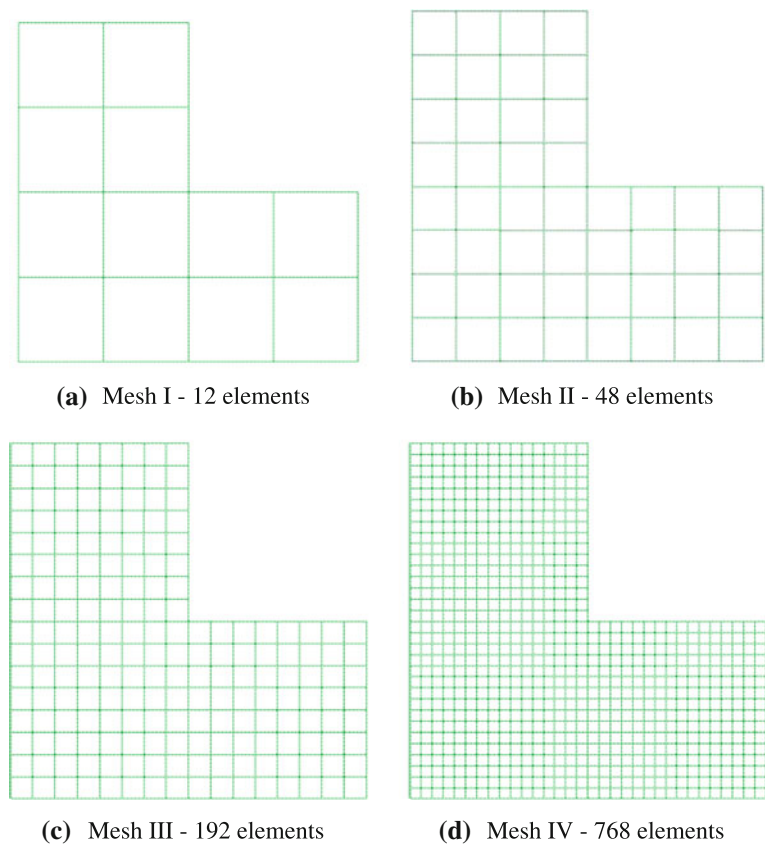 (a) Mesh I - 12 elements
(b) Mesh II - 48 elements
(c) Mesh III - 192 elements
(d) Mesh IV - 768 elements